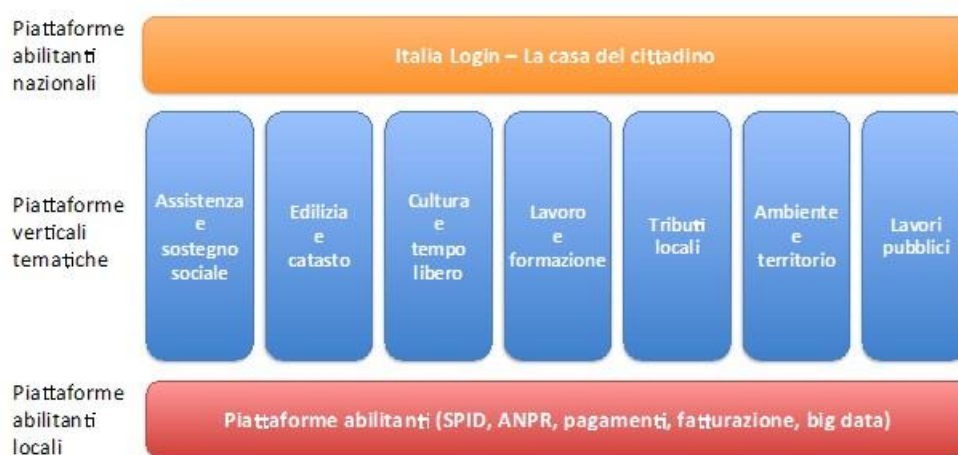 Piattaforme
abilitanti
nazionali
Italia Login – La casa del cittadino
Piattaforme
verticali
tematiche
Assistenza
e
sostegno
sociale
Edilizia
e
catasto
Cultura
e
tempo
libero
Lavoro
e
formazione
Tributi
locali
Ambiente
e
territorio
Lavori
pubblici
Piattaforme
abilitanti
locali
Piattaforme abilitanti (SPID, ANPR, pagamenti, fatturazione, big data)